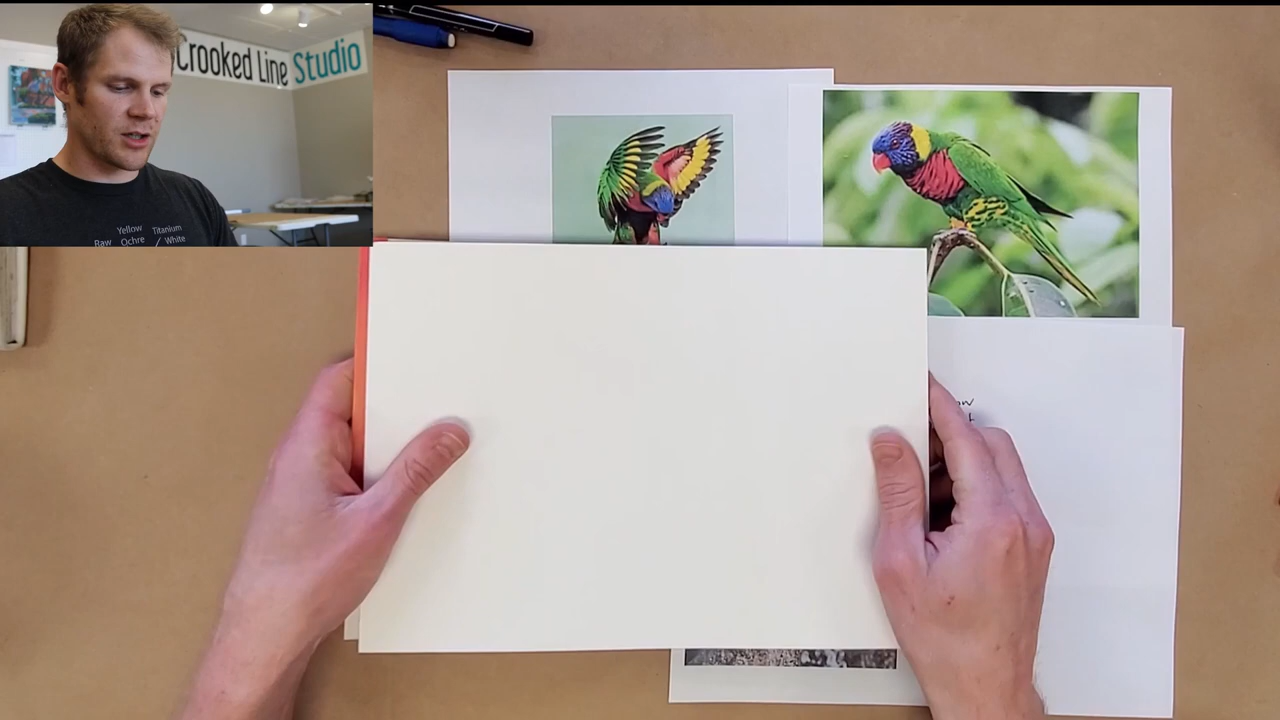 Crooked Line Studio
Yellow Titanium
Raw Ochre / White